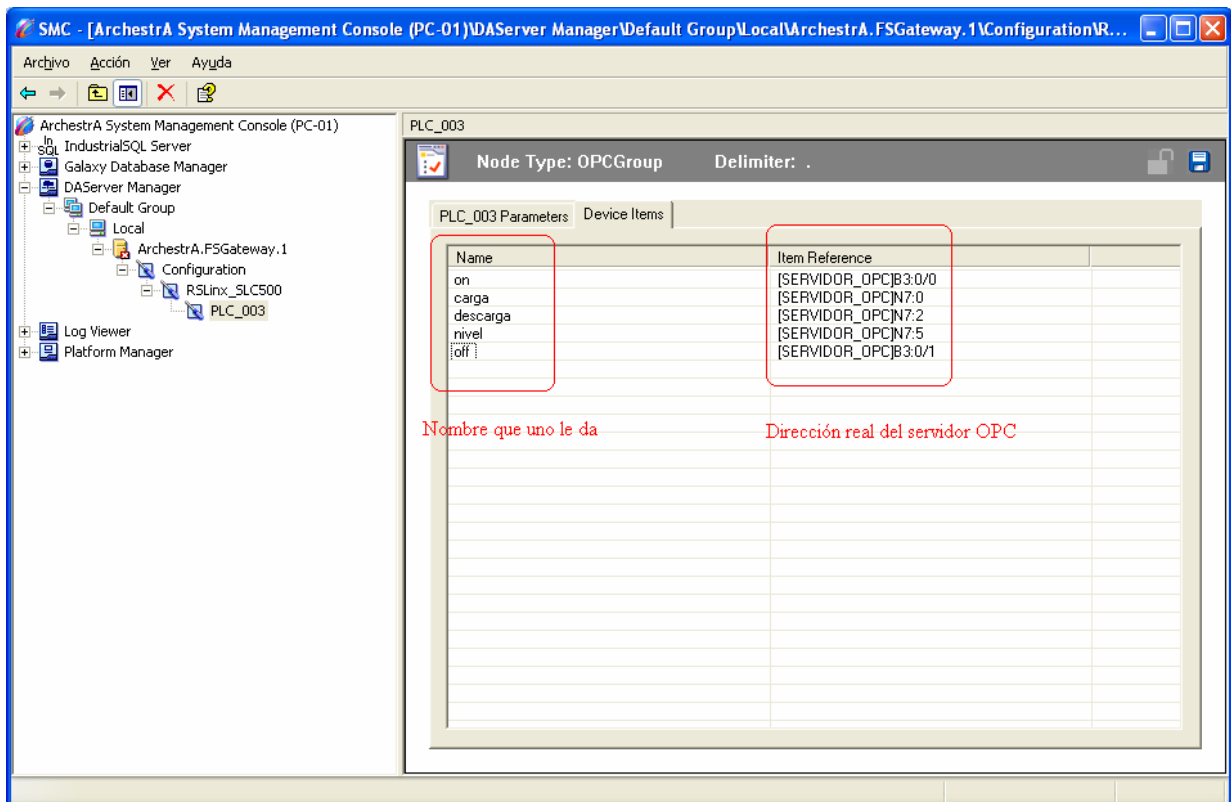 SMC - [ArchestrA System Management Console (PC-01)\DAServer Manager\Default Group\Local\ArchestrA.FSGateway.1\Configuration\R...
Archivo Acción Ver Ayuda
ArchestrA System Management Console (PC-01)
IndustrialSQL Server
Galaxy Database Manager
DAServer Manager
Default Group
Local
ArchestrA.FSGateway.1
Configuration
RSLinx_SLC500
PLC_003
Log Viewer
Platform Manager
PLC_003
Node Type: OPCGroup Delimiter: .
PLC_003 Parameters Device Items
Name Item Reference
on [SERVIDOR_OPC]B3:0/0
carga [SERVIDOR_OPC]N7:0
descarga [SERVIDOR_OPC]N7:2
nivel [SERVIDOR_OPC]N7:5
off [SERVIDOR_OPC]B3:0/1
Nombre que uno le da Dirección real del servidor OPC